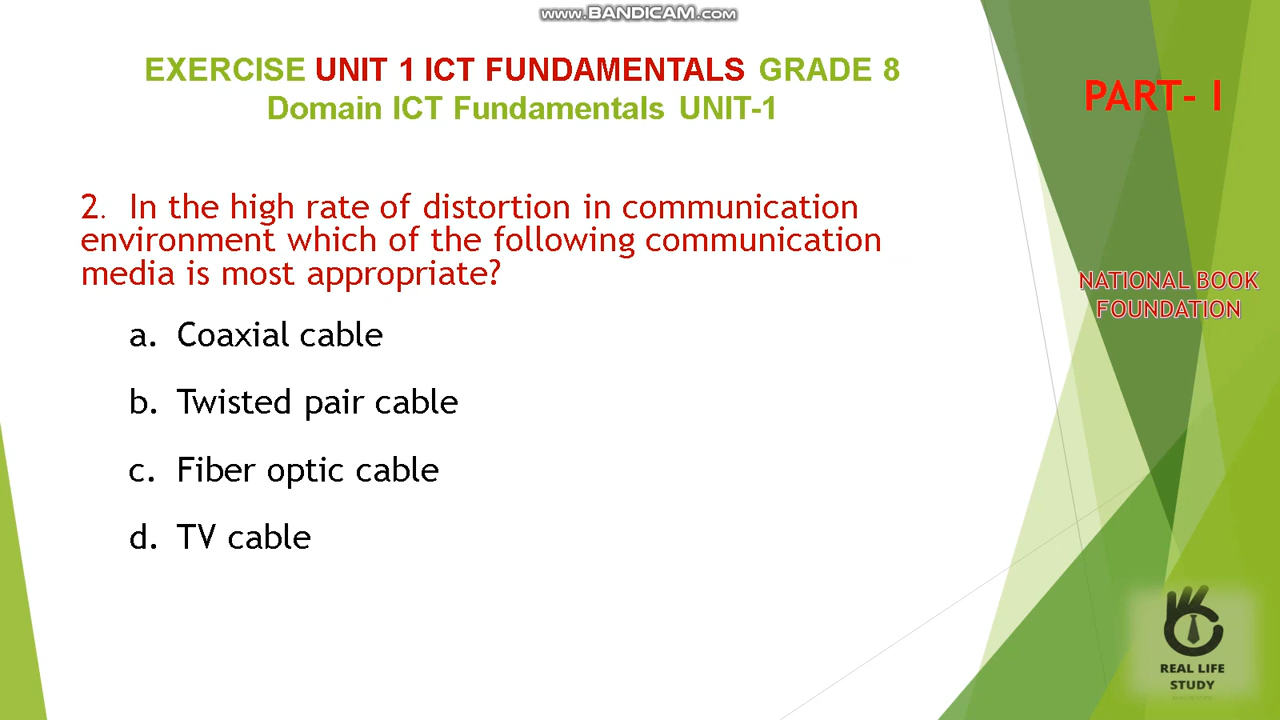 www.BANDICAM.com
EXERCISE UNIT 1 ICT FUNDAMENTALS GRADE 8
Domain ICT Fundamentals UNIT-1
PART- I
2. In the high rate of distortion in communication
environment which of the following communication
media is most appropriate?
NATIONAL BOOK
FOUNDATION
a. Coaxial cable
b. Twisted pair cable
c. Fiber optic cable
d. TV cable
REAL LIFE
STUDY